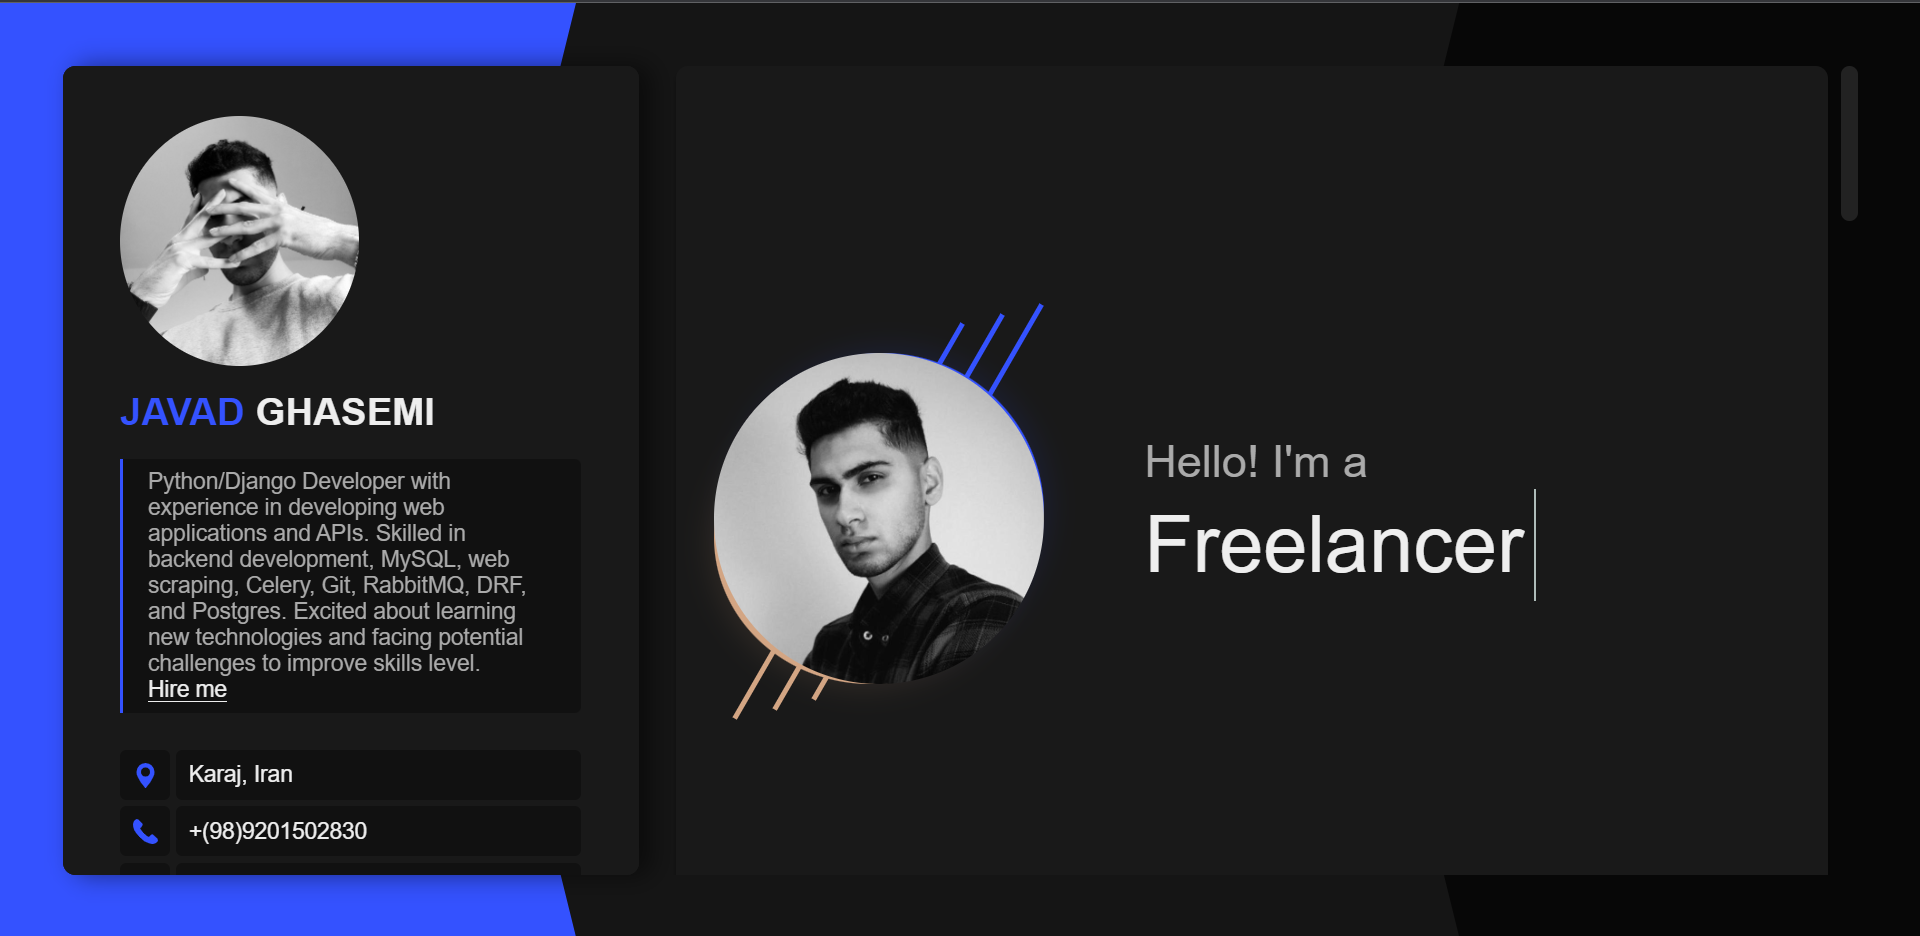 JAVAD GHASEMI
Python/Django Developer with
experience in developing web
applications and APIs. Skilled in
backend development, MySQL, web
scraping, Celery, Git, RabbitMQ, DRF,
and Postgres. Excited about learning
new technologies and facing potential
challenges to improve skills level.
Hire me
Karaj, Iran
+(98)9201502830
Hello! I'm a
Freelancer